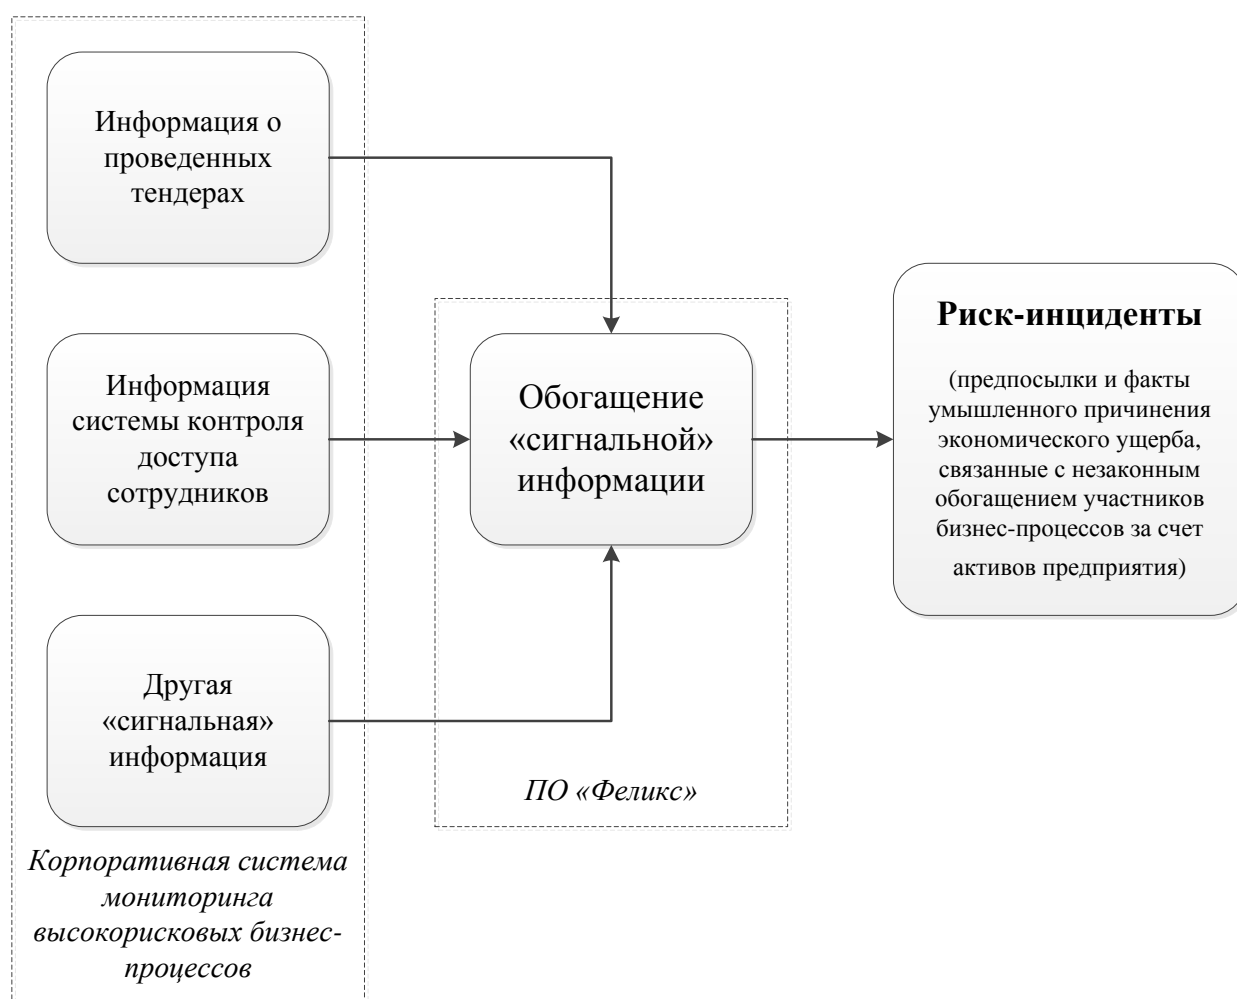 Информация о
проведенных
тендерах
Информация
системы контроля
доступа
сотрудников
Другая
«сигнальная»
информация
Корпоративная система
мониторинга
высокорисковых бизнес-
процессов
Обогащение
«сигнальной»
информации
ПО «Феликс»
Риск-инциденты
(предпосылки и факты
умышленного причинения
экономического ущерба,
связанные с незаконным
обогащением участников
бизнес-процессов за счет
активов предприятия)